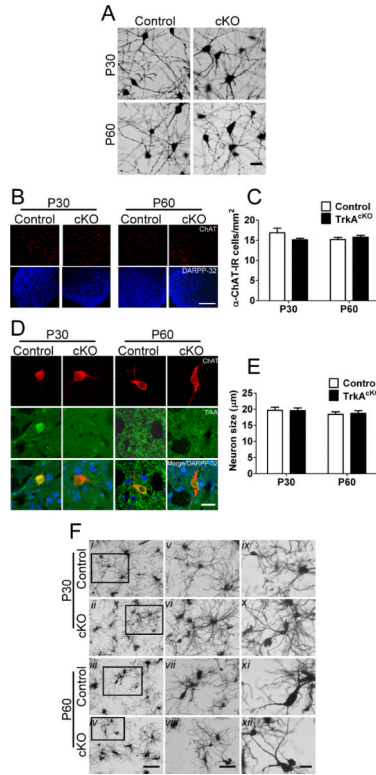 A
Control cKO
P30
P60
B
P30 P60
Control cKO Control cKO
ChAT
DARPP-32
C
Control
TrkAcKO
α-ChAT-IR cells/mm²
25
20
15
10
5
0
P30 P60
D
P30 P60
Control cKO Control cKO
ChAT
TrkA
Merge/DARPP-32
E
Control
TrkAcKO
Neuron size (µm)
30
20
10
0
P30 P60
F
P30
Control
i v ix
cKO
ii vi x
P60
Control
iii vii xi
cKO
iv viii xii